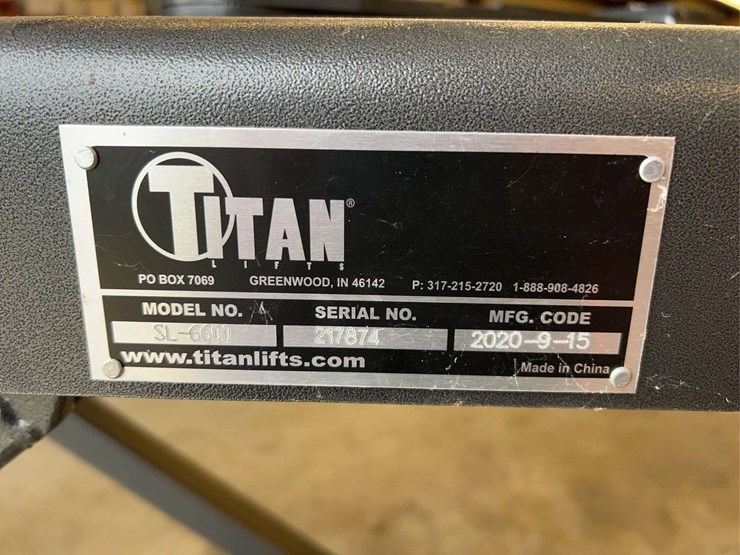 TITAN®
LIFTS
PO BOX 7069 GREENWOOD, IN 46142 P: 317-215-2720 1-888-908-4826
MODEL NO. SERIAL NO. MFG. CODE
SL-6600 217874 2020-9-15
www.titanlifts.com Made in China